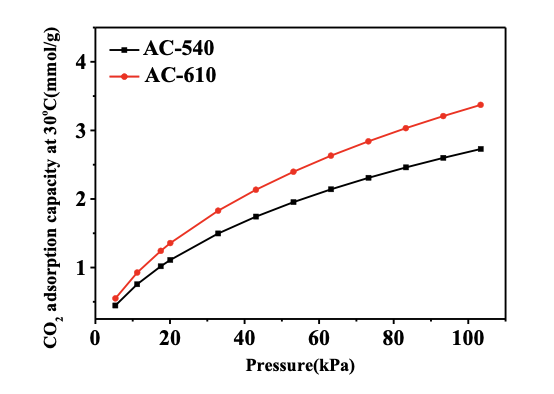 AC-540
AC-610
CO2 adsorption capacity at 30°C(mmol/g)
4
3
2
1
0 20 40 60 80 100
Pressure(kPa)